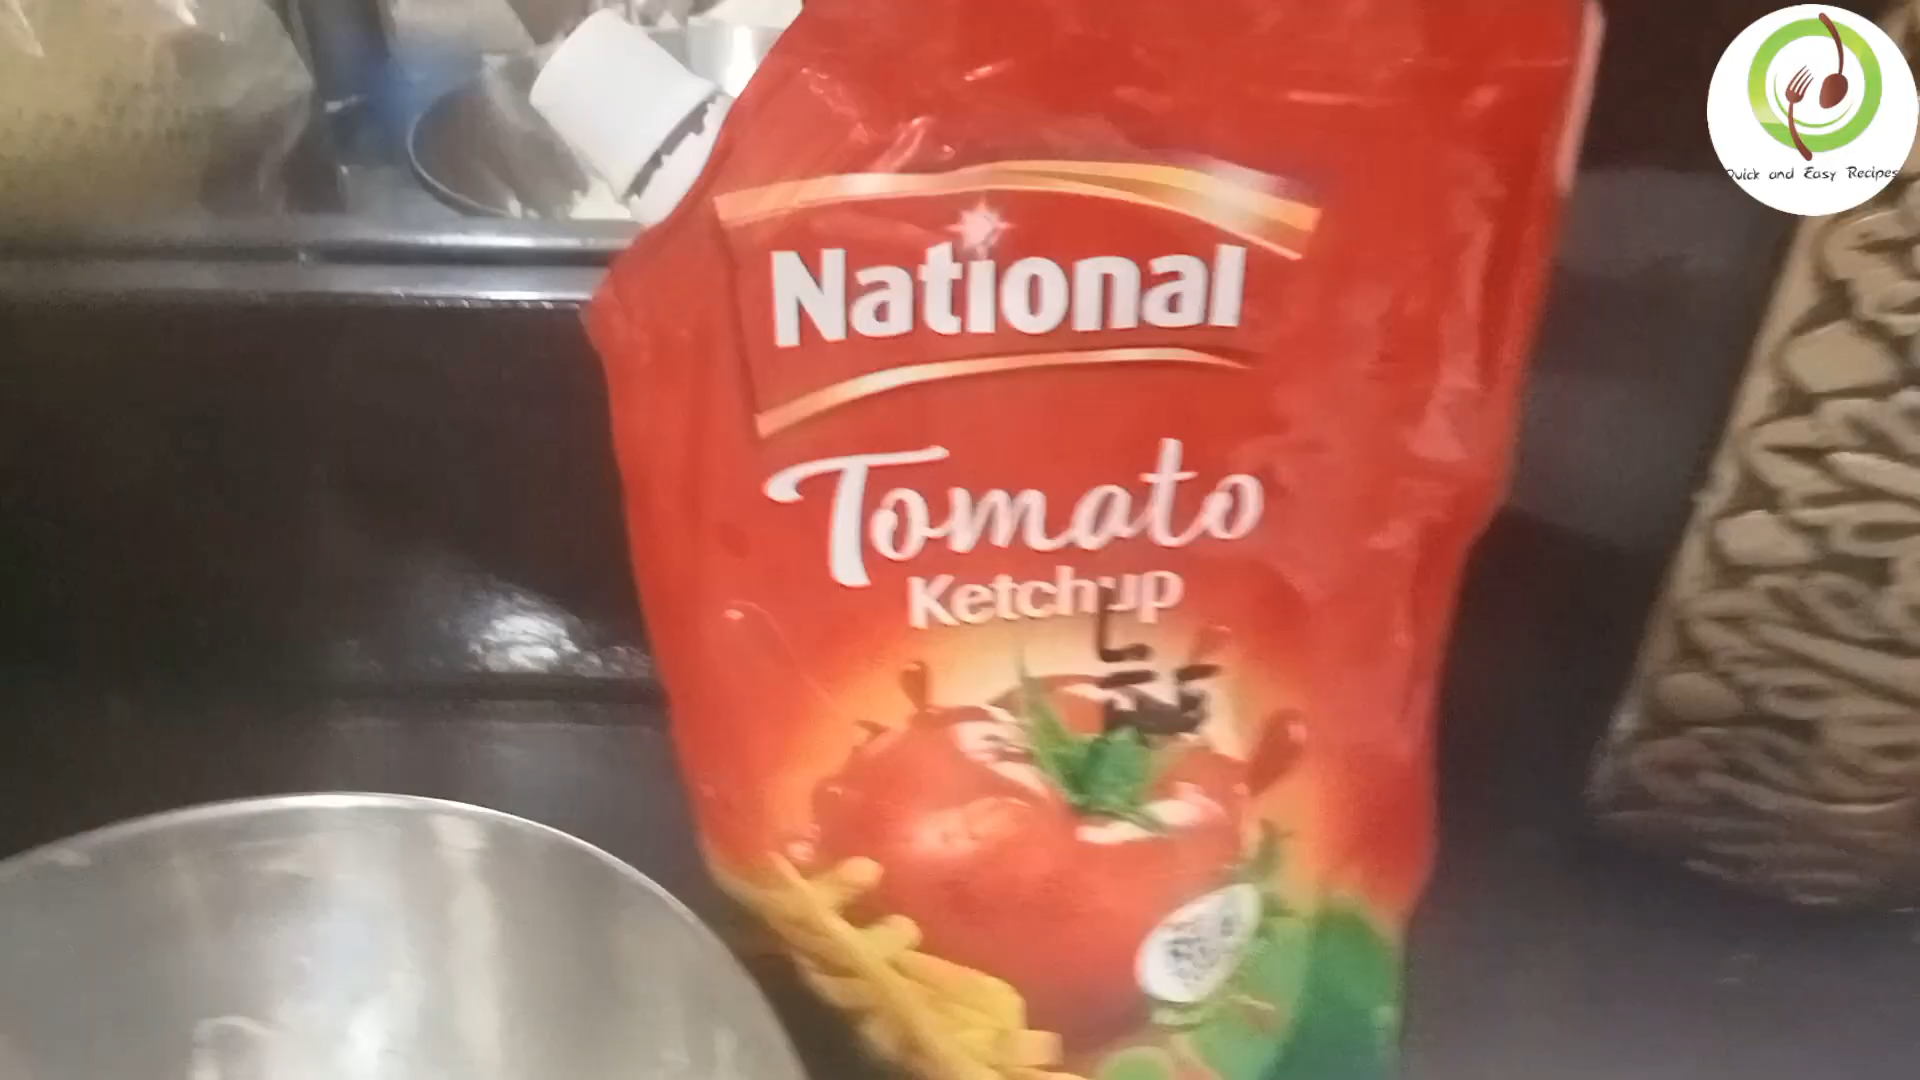 National
Tomato
Ketchup
Quick and Easy Recipes